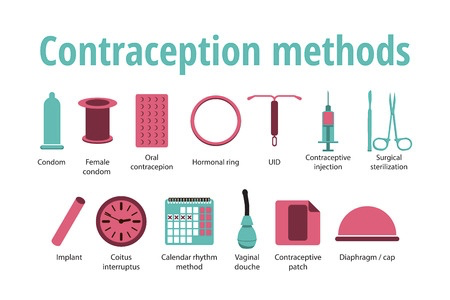 Contraception methods
Condom
Female
condom
Oral
contracepion
Hormonal ring
UID
Contraceptive
injection
Surgical
sterilization
Implant
Coitus
interruptus
Calendar rhythm
method
Vaginal
douche
Contraceptive
patch
Diaphragm / cap